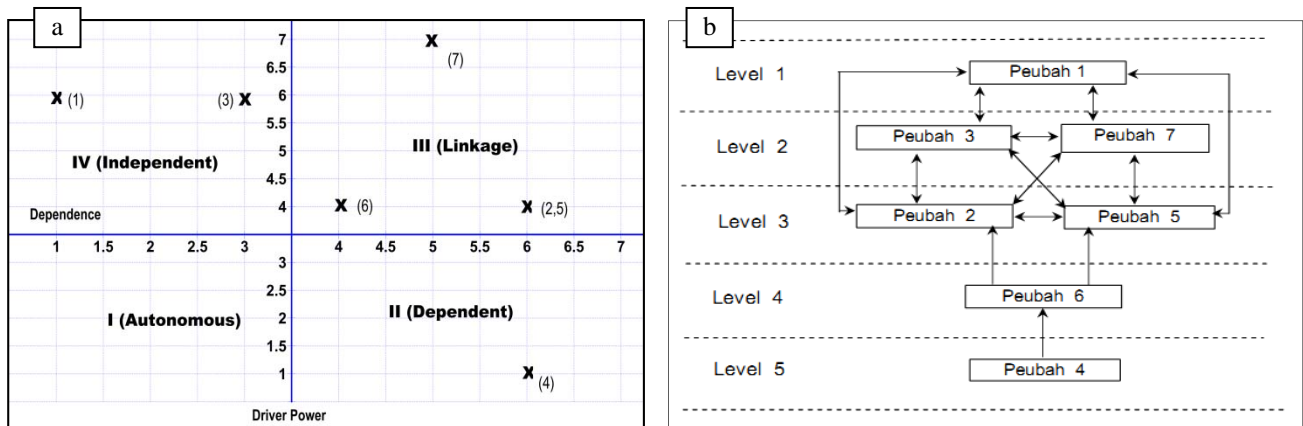 a
7
6.5
6
5.5
5
4.5
4
3
2.5
2
1.5
1
1 1.5 2 2.5 3 4 4.5 5 5.5 6 6.5 7
X (1)
(3) X
X (7)
IV (Independent)
III (Linkage)
X (6)
X (2,5)
Dependence
I (Autonomous)
II (Dependent)
X (4)
Driver Power
b
Level 1
Peubah 1
Level 2
Peubah 3
Peubah 7
Level 3
Peubah 2
Peubah 5
Level 4
Peubah 6
Level 5
Peubah 4